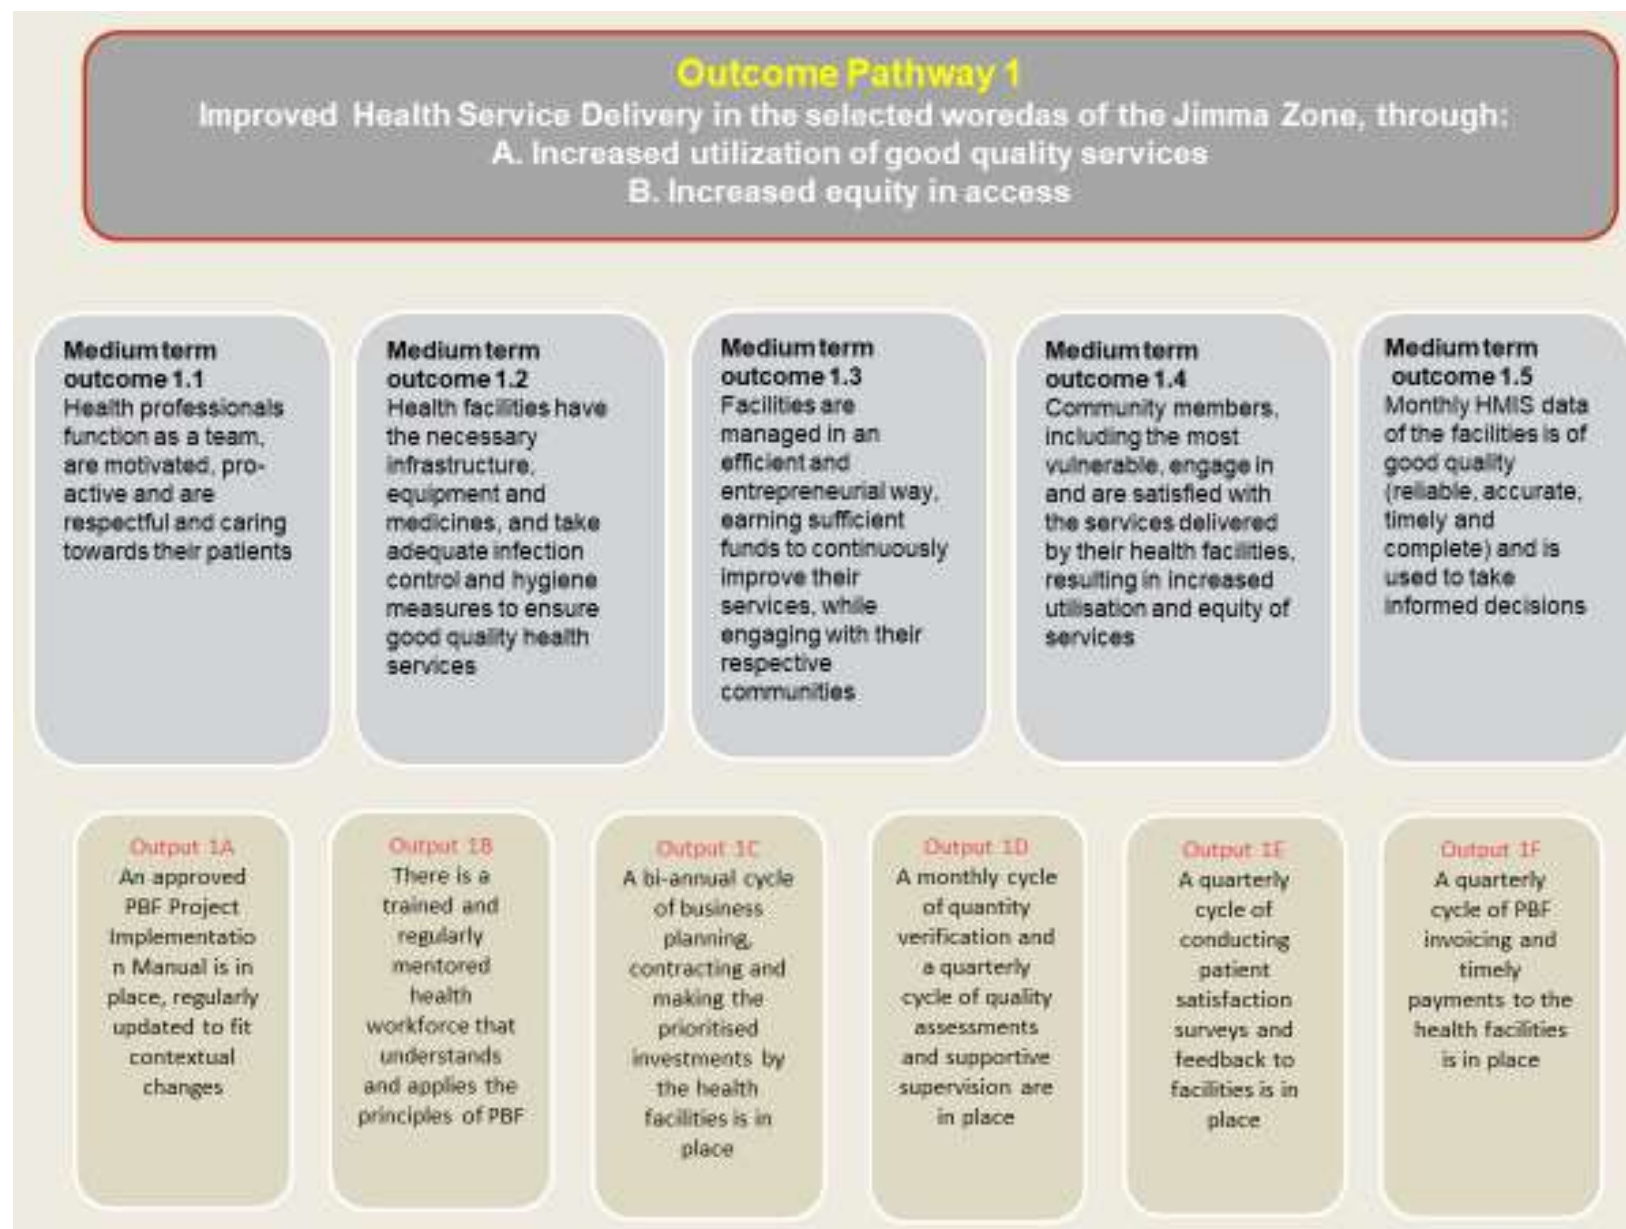 Outcome Pathway 1
Improved Health Service Delivery in the selected woredas of the Jimma Zone, through:
A. Increased utilization of good quality services
B. Increased equity in access
Medium term
outcome 1.1
Health professionals
function as a team,
are motivated, pro-
active and are
respectful and caring
towards their patients
Medium term
outcome 1.2
Health facilities have
the necessary
infrastructure,
equipment and
medicines, and take
adequate infection
control and hygiene
measures to ensure
good quality health
services
Medium term
outcome 1.3
Facilities are
managed in an
efficient and
entrepreneurial way,
earning sufficient
funds to continuously
improve their
services, while
engaging with their
respective
communities
Medium term
outcome 1.4
Community members,
including the most
vulnerable, engage in
and are satisfied with
the services delivered
by their health facilities,
resulting in increased
utilisation and equity of
services
Medium term
outcome 1.5
Monthly HMIS data
of the facilities is of
good quality
(reliable, accurate,
timely and
complete) and is
used to take
informed decisions
Output 1A
An approved
PBF Project
Implementatio
n Manual is in
place, regularly
updated to fit
contextual
changes
Output 1B
There is a
trained and
regularly
mentored
health
workforce that
understands
and applies the
principles of PBF
Output 1C
A bi-annual cycle
of business
planning,
contracting and
making the
prioritised
investments by
the health
facilities is in
place
Output 1D
A monthly cycle
of quantity
verification and
a quarterly
cycle of quality
assessments
and supportive
supervision are
in place
Output 1E
A quarterly
cycle of
conducting
patient
satisfaction
surveys and
feedback to
facilities is in
place
Output 1F
A quarterly
cycle of PBF
invoicing and
timely
payments to the
health facilities
is in place